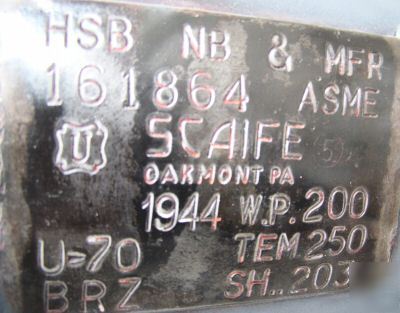 HSB NB & MFR
161864 ASME
U SCAIFE
OAKMONT PA
1944 W.P. 200
U=70 TEM. 250
BRZ SH.. 203